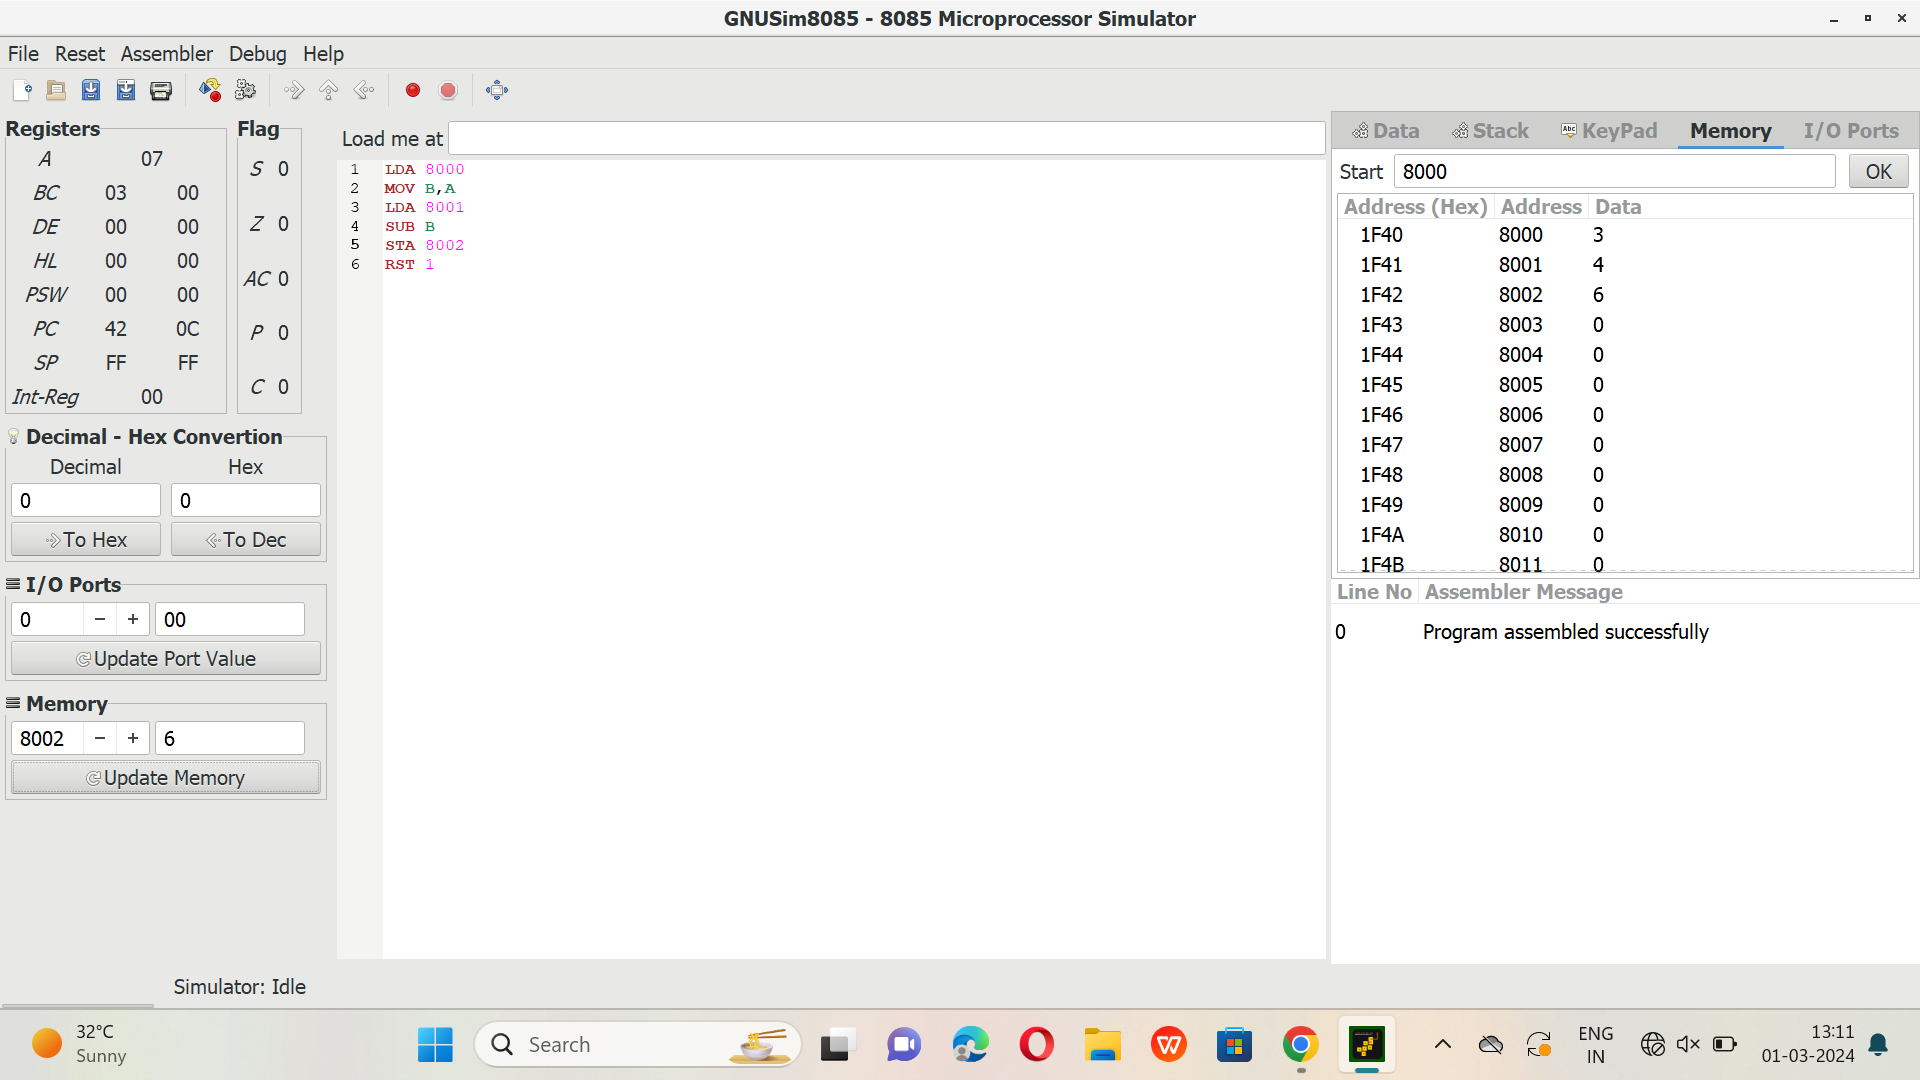 GNUSim8085 - 8085 Microprocessor Simulator
File Reset Assembler Debug Help
Registers
A 07
BC 03 00
DE 00 00
HL 00 00
PSW 00 00
PC 42 0C
SP FF FF
Int-Reg 00
Flag
S 0
Z 0
AC 0
P 0
C 0
Decimal - Hex Convertion
Decimal Hex
0 0
To Hex To Dec
I/O Ports
0 - + 00
Update Port Value
Memory
8002 - + 6
Update Memory
Simulator: Idle
Load me at
1 LDA 8000
2 MOV B,A
3 LDA 8001
4 SUB B
5 STA 8002
6 RST 1
Data Stack Abc KeyPad Memory I/O Ports
Start 8000 OK
Address (Hex) Address Data
1F40 8000 3
1F41 8001 4
1F42 8002 6
1F43 8003 0
1F44 8004 0
1F45 8005 0
1F46 8006 0
1F47 8007 0
1F48 8008 0
1F49 8009 0
1F4A 8010 0
1F4B 8011 0
Line No Assembler Message
0 Program assembled successfully
32°C
Sunny
Search
ENG
IN
13:11
01-03-2024